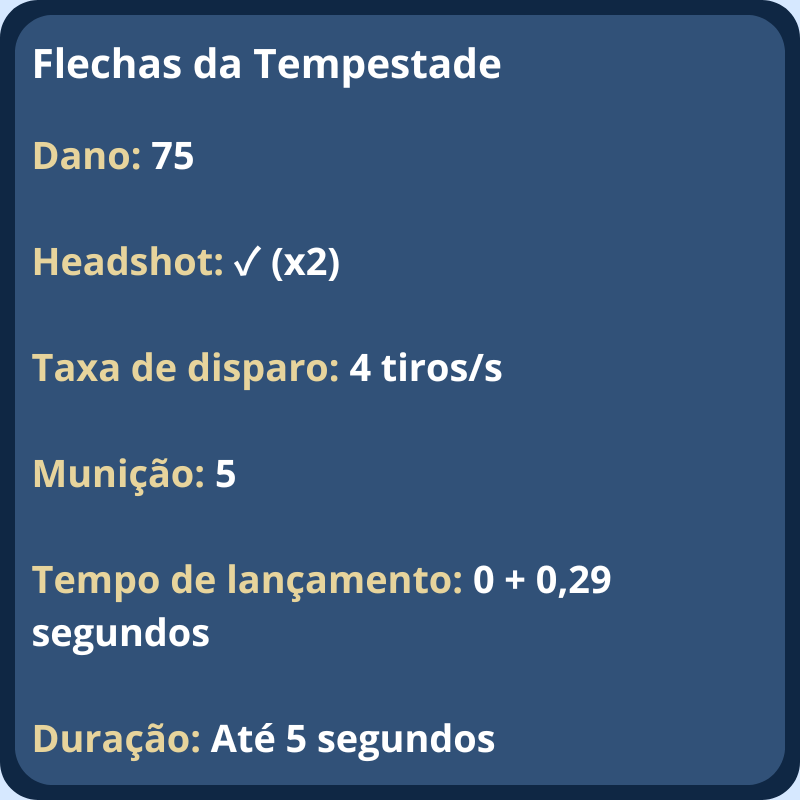 Flechas da Tempestade
Dano: 75
Headshot: ✓ (x2)
Taxa de disparo: 4 tiros/s
Munição: 5
Tempo de lançamento: 0 + 0,29
segundos
Duração: Até 5 segundos